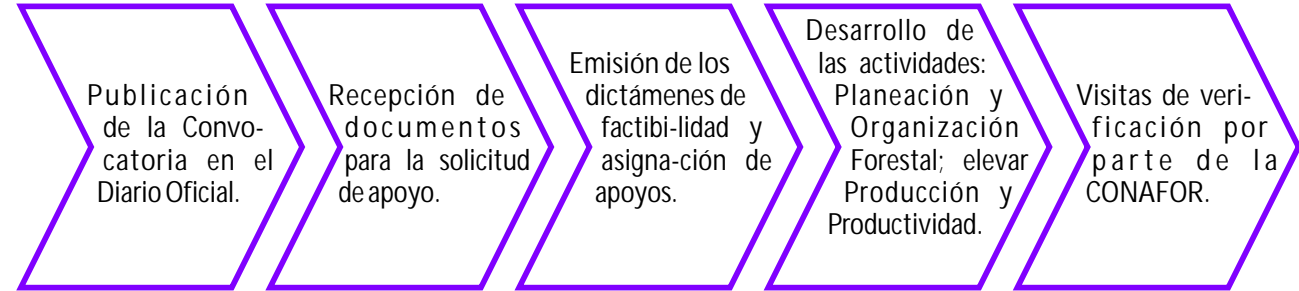 Publicación
de la Convo-
catoria en el
Diario Oficial.
Recepción de
documentos
para la solicitud
de apoyo.
Emisión de los
dictámenes de
factibi-lidad y
asigna-ción de
apoyos.
Desarrollo de
las actividades:
Planeación y
Organización
Forestal; elevar
Producción y
Productividad.
Visitas de veri-
ficación por
parte de la
CONAFOR.